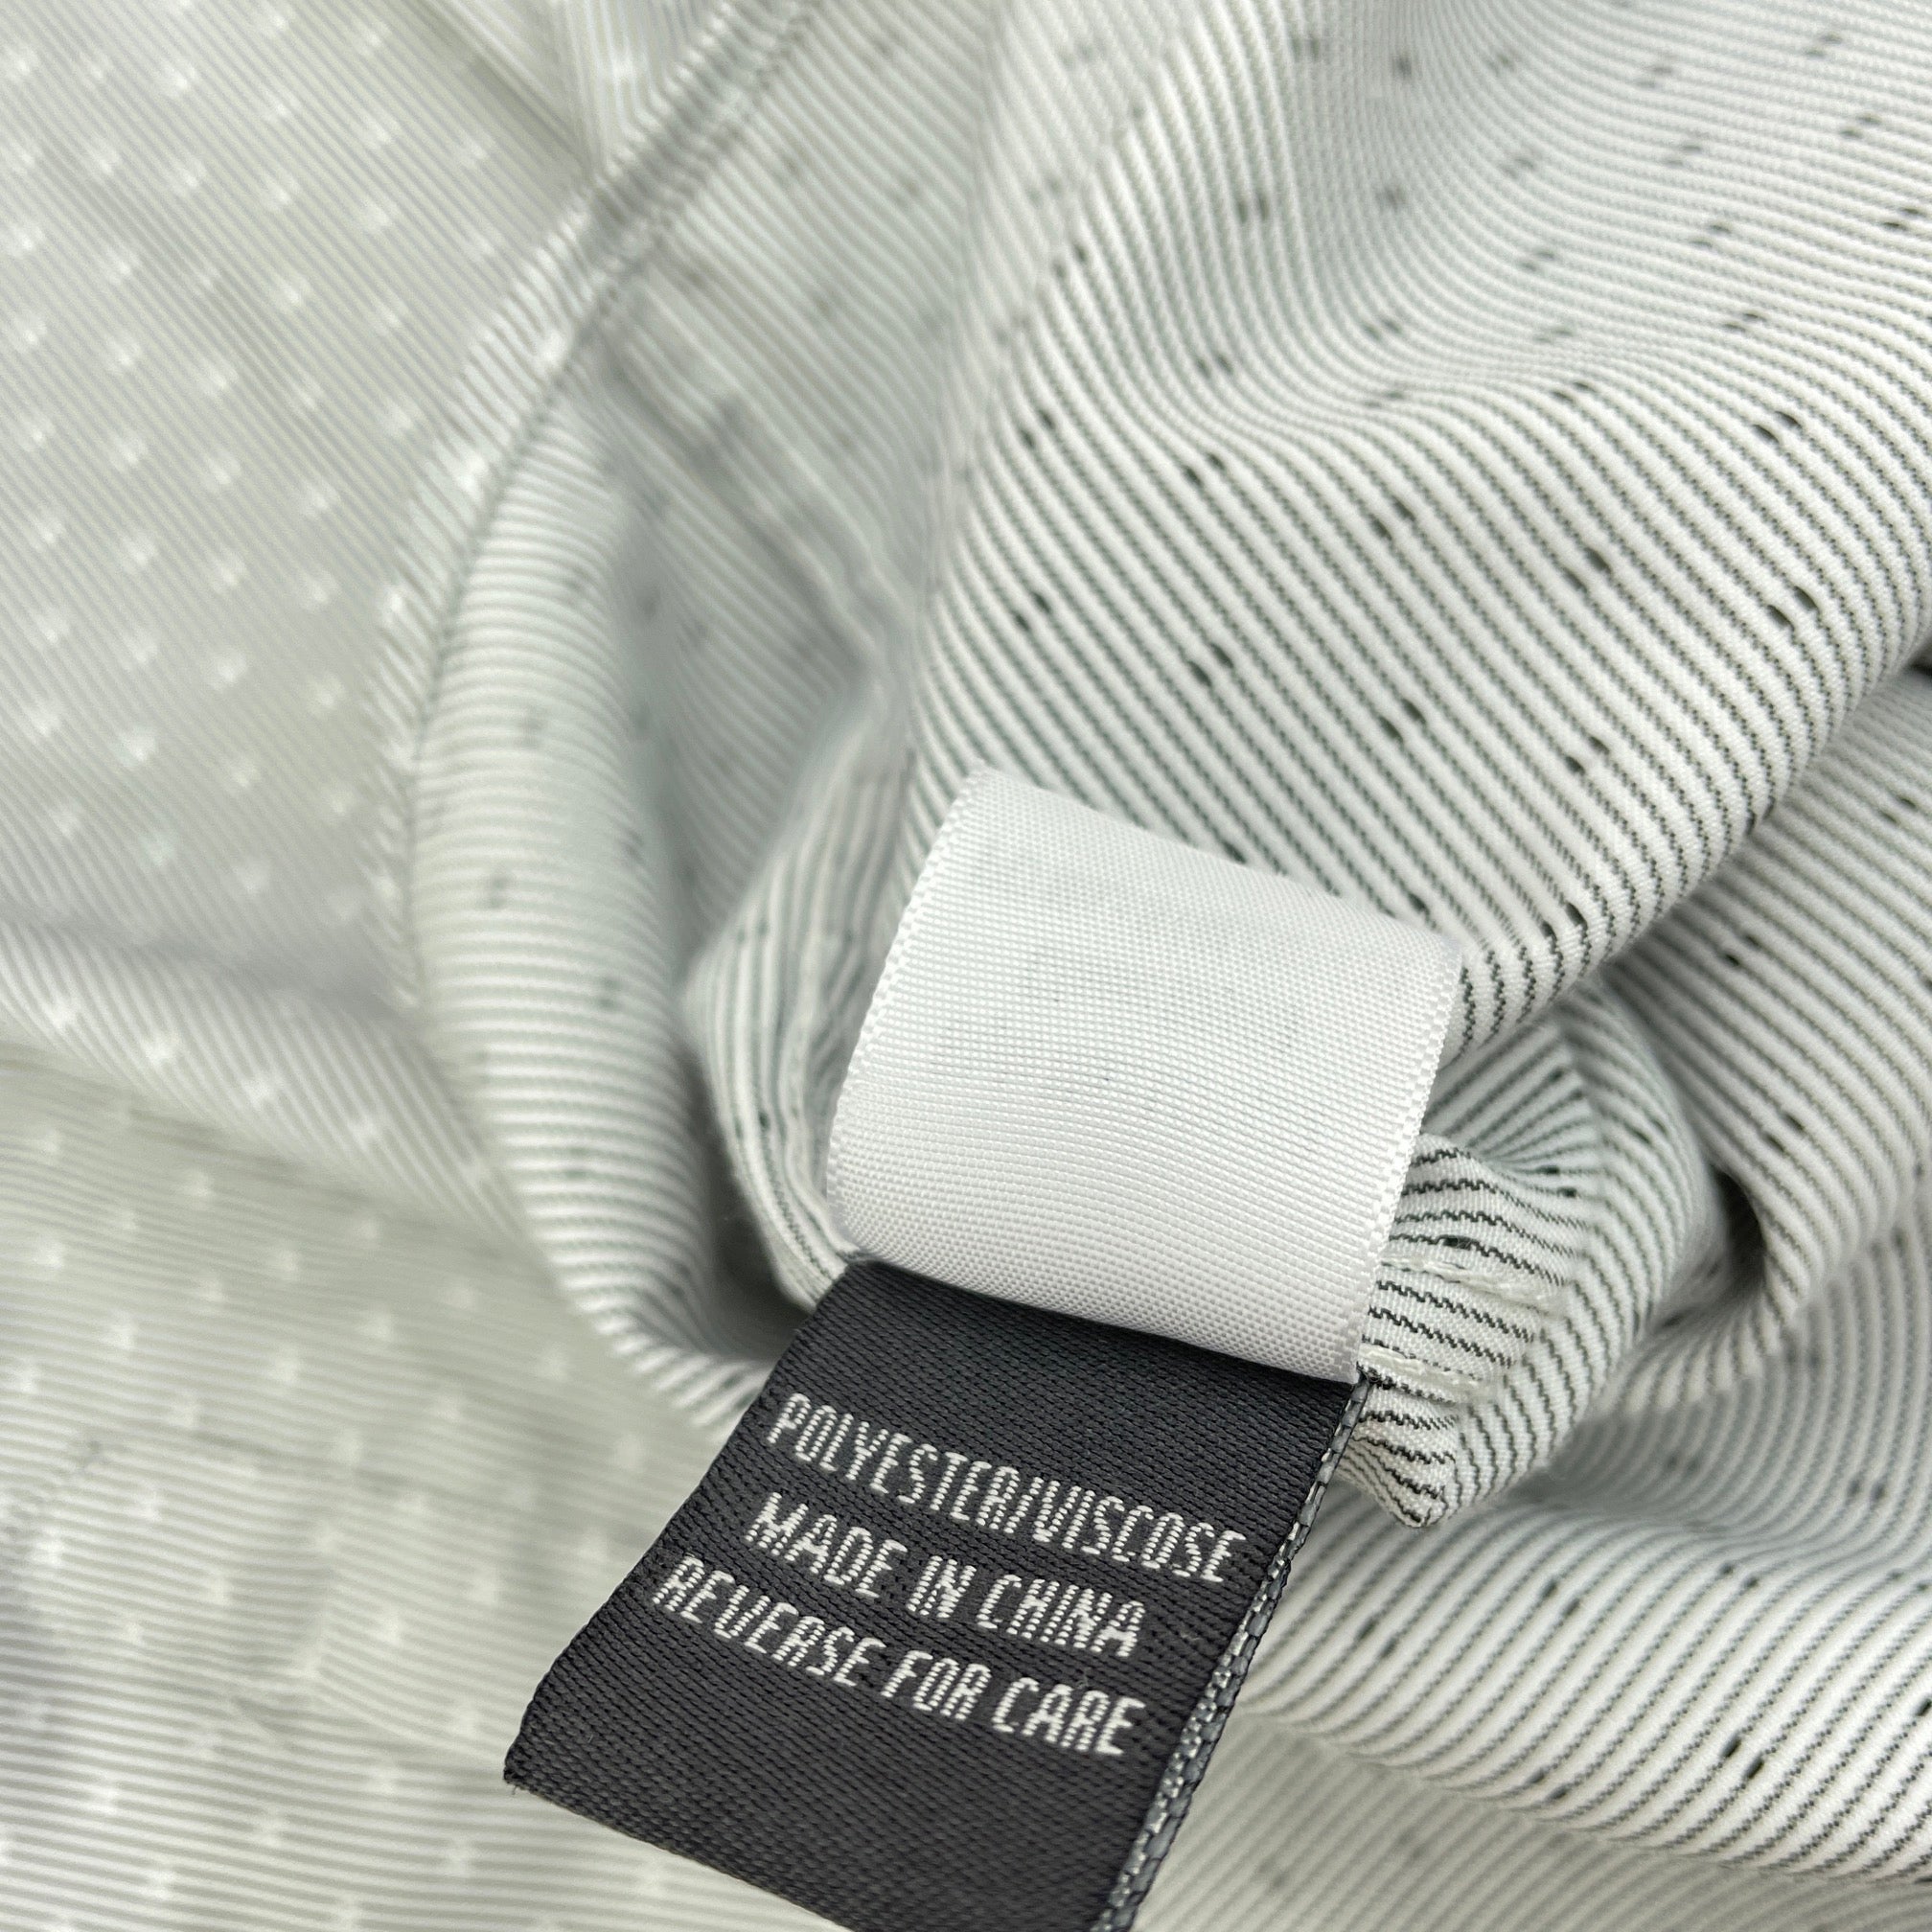 POLYESTER/VISCOSE
MADE IN CHINA
REVERSE FOR CARE